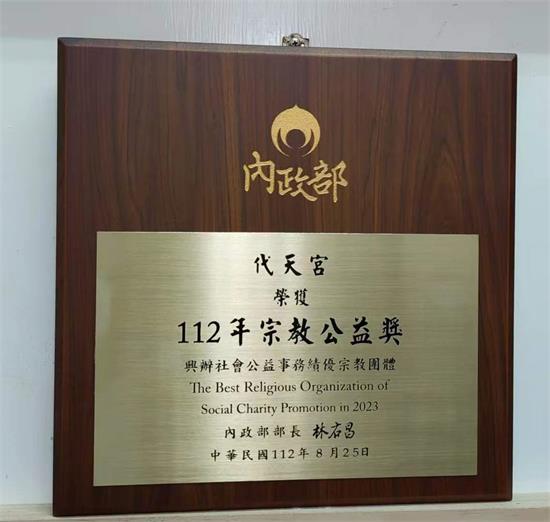 內政部
代天宮
榮獲
112年宗教公益獎
興辦社會公益事務績優宗教團體
The Best Religious Organization of
Social Charity Promotion in 2023
內政部部長 林右昌
中華民國112年8月25日